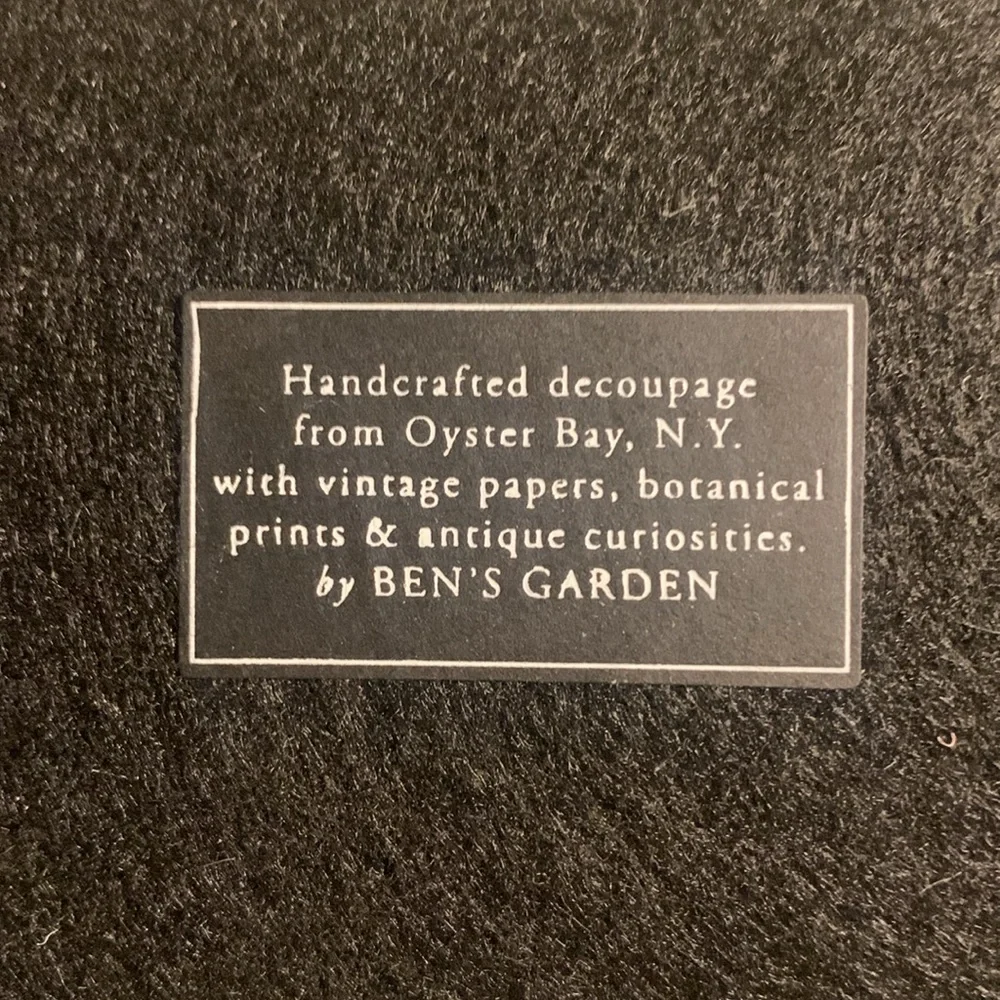 Handcrafted decoupage
from Oyster Bay, N.Y.
with vintage papers, botanical
prints & antique curiosities.
by BEN'S GARDEN